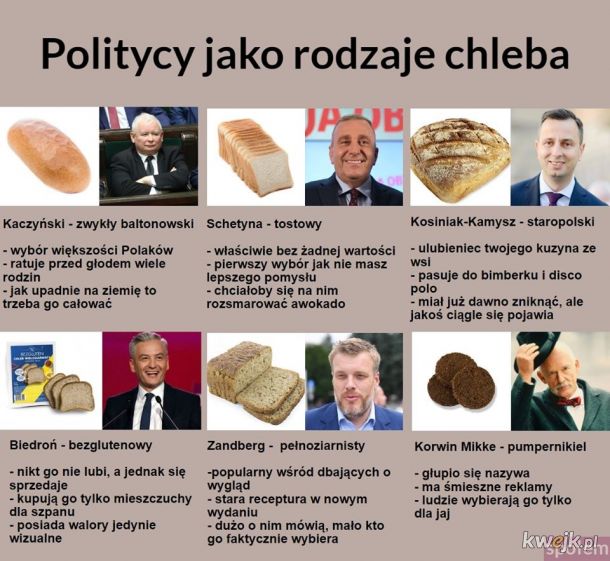 Politycy jako rodzaje chleba
JA OB
Kaczyński - zwykły baltonowski
- wybór większości Polaków
- ratuje przed głodem wiele
rodzin
- jak upadnie na ziemię to
trzeba go całować
Schetyna - tostowy
- właściwie bez żadnej wartości
- pierwszy wybór jak nie masz
lepszego pomysłu
- chciałoby się na nim
rozsmarować awokado
Kosiniak-Kamysz - staropolski
- ulubieniec twojego kuzyna ze
wsi
- pasuje do bimberku i disco
polo
- miał już dawno zniknąć, ale
jakoś ciągle się pojawia
BEZGLUTEN
Biedroń - bezglutenowy
- nikt go nie lubi, a jednak się
sprzedaje
- kupują go tylko mieszczuchy
dla szpanu
- posiada walory jedynie
wizualne
Zandberg - pełnoziarnisty
-popularny wśród dbających o
wygląd
- stara receptura w nowym
wydaniu
- dużo o nim mówią, mało kto
go faktycznie wybiera
Korwin Mikke - pumpernikiel
- głupio się nazywa
- ma śmieszne reklamy
- ludzie wybierają go tylko
dla jaj
kwejk.pl
społem